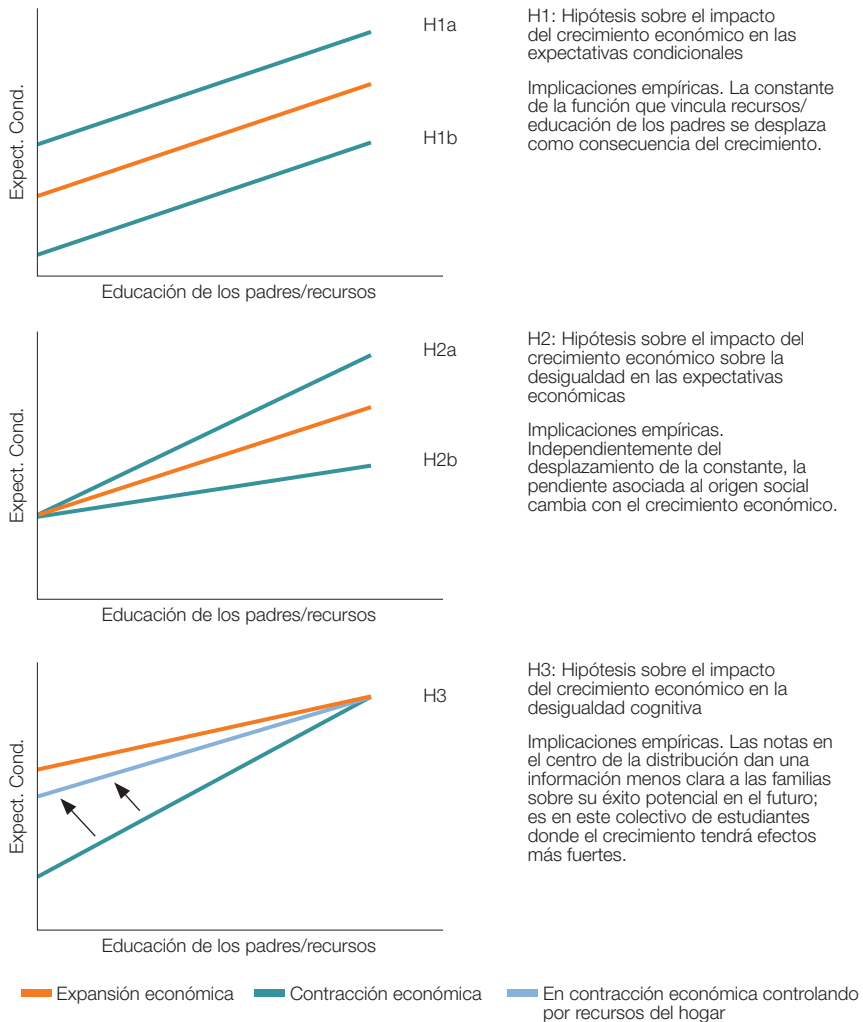 Expect. Cond.
H1a
H1b
Educación de los padres/recursos
H1: Hipótesis sobre el impacto
del crecimiento económico en las
expectativas condicionales
Implicaciones empíricas. La constante
de la función que vincula recursos/
educación de los padres se desplaza
como consecuencia del crecimiento.
Expect. Cond.
H2a
H2b
Educación de los padres/recursos
H2: Hipótesis sobre el impacto del
crecimiento económico sobre la
desigualdad en las expectativas
económicas
Implicaciones empíricas.
Independientemente del
desplazamiento de la constante, la
pendiente asociada al origen social
cambia con el crecimiento económico.
Expect. Cond.
H3
Educación de los padres/recursos
H3: Hipótesis sobre el impacto
del crecimiento económico en la
desigualdad cognitiva
Implicaciones empíricas. Las notas en
el centro de la distribución dan una
información menos clara a las familias
sobre su éxito potencial en el futuro;
es en este colectivo de estudiantes
donde el crecimiento tendrá efectos
más fuertes.
Expansión económica
Contracción económica
En contracción económica controlando
por recursos del hogar